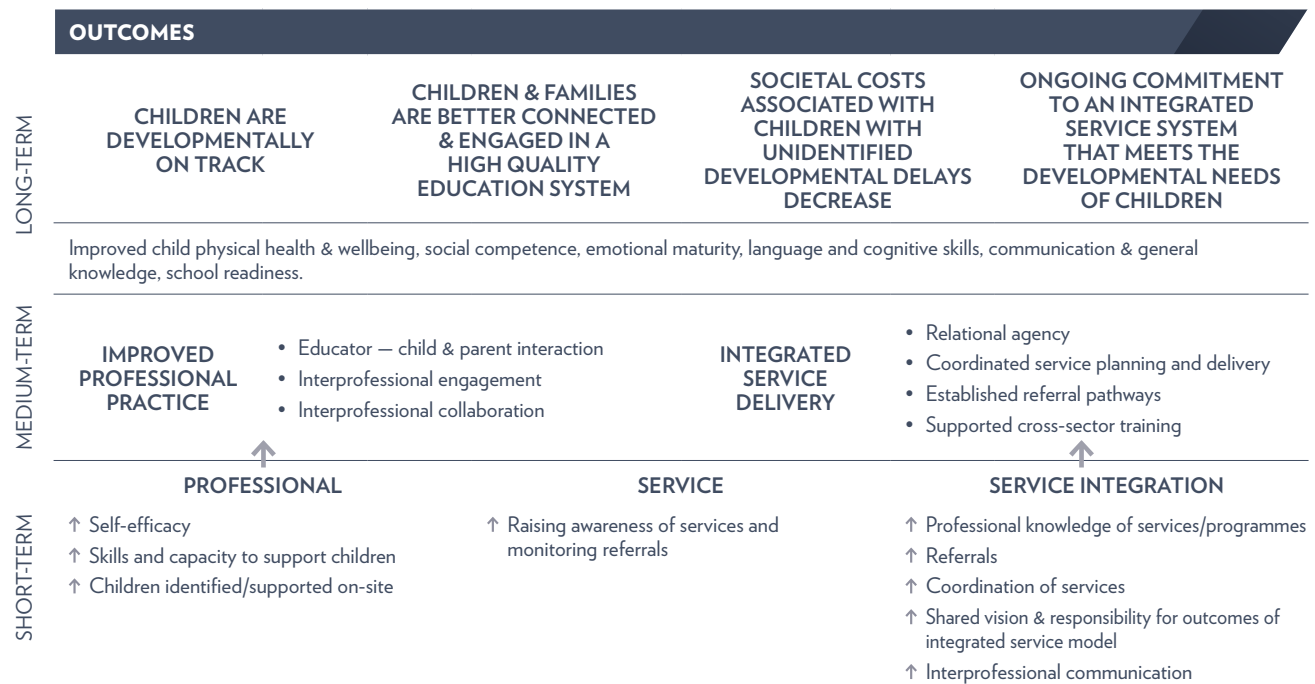 OUTCOMES
LONG-TERM
CHILDREN ARE
DEVELOPMENTALLY
ON TRACK
CHILDREN & FAMILIES
ARE BETTER CONNECTED
& ENGAGED IN A
HIGH QUALITY
EDUCATION SYSTEM
SOCIETAL COSTS
ASSOCIATED WITH
CHILDREN WITH
UNIDENTIFIED
DEVELOPMENTAL DELAYS
DECREASE
ONGOING COMMITMENT
TO AN INTEGRATED
SERVICE SYSTEM
THAT MEETS THE
DEVELOPMENTAL NEEDS
OF CHILDREN
Improved child physical health & wellbeing, social competence, emotional maturity, language and cognitive skills, communication & general
knowledge, school readiness.
MEDIUM-TERM
IMPROVED
PROFESSIONAL
PRACTICE
• Educator — child & parent interaction
• Interprofessional engagement
• Interprofessional collaboration
INTEGRATED
SERVICE
DELIVERY
• Relational agency
• Coordinated service planning and delivery
• Established referral pathways
• Supported cross-sector training
SHORT-TERM
PROFESSIONAL
↑ Self-efficacy
↑ Skills and capacity to support children
↑ Children identified/supported on-site
SERVICE
↑ Raising awareness of services and
monitoring referrals
SERVICE INTEGRATION
↑ Professional knowledge of services/programmes
↑ Referrals
↑ Coordination of services
↑ Shared vision & responsibility for outcomes of
integrated service model
↑ Interprofessional communication